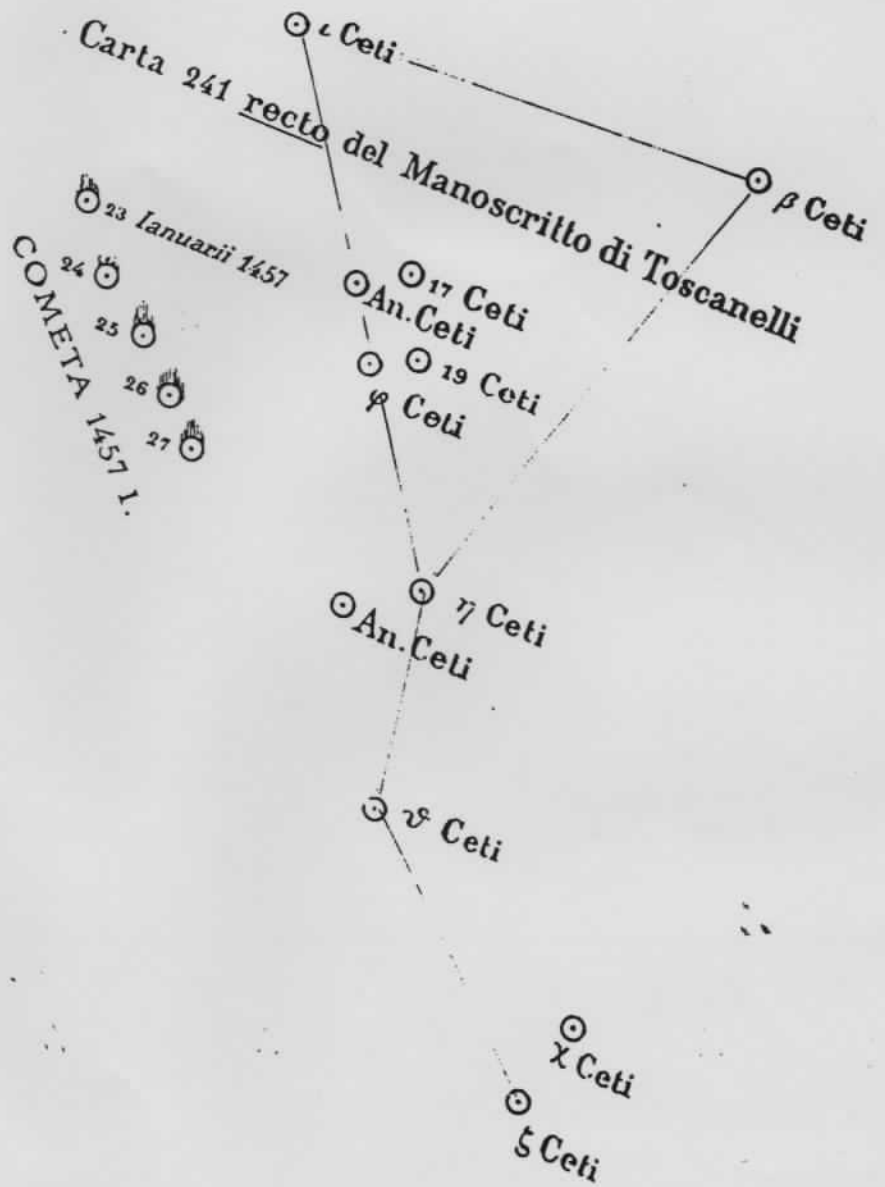 ι Ceti
Carta 241 recto del Manoscritto di Toscanelli
β Ceti
23 Ianuarii 1457
24
25
26
27
COMETA 1457 I.
17 Ceti
An. Ceti
19 Ceti
φ Ceti
η Ceti
An. Ceti
ϑ Ceti
χ Ceti
ζ Ceti